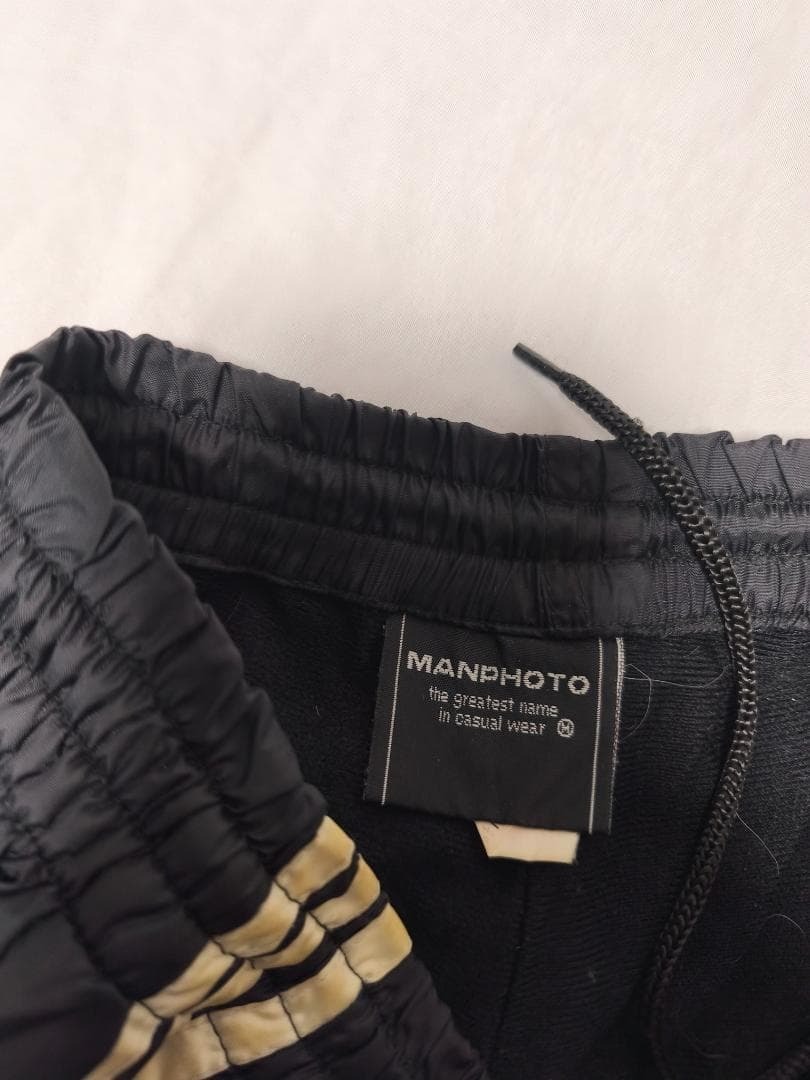 MANPHOTO
the greatest name
in casual wear Ⓜ